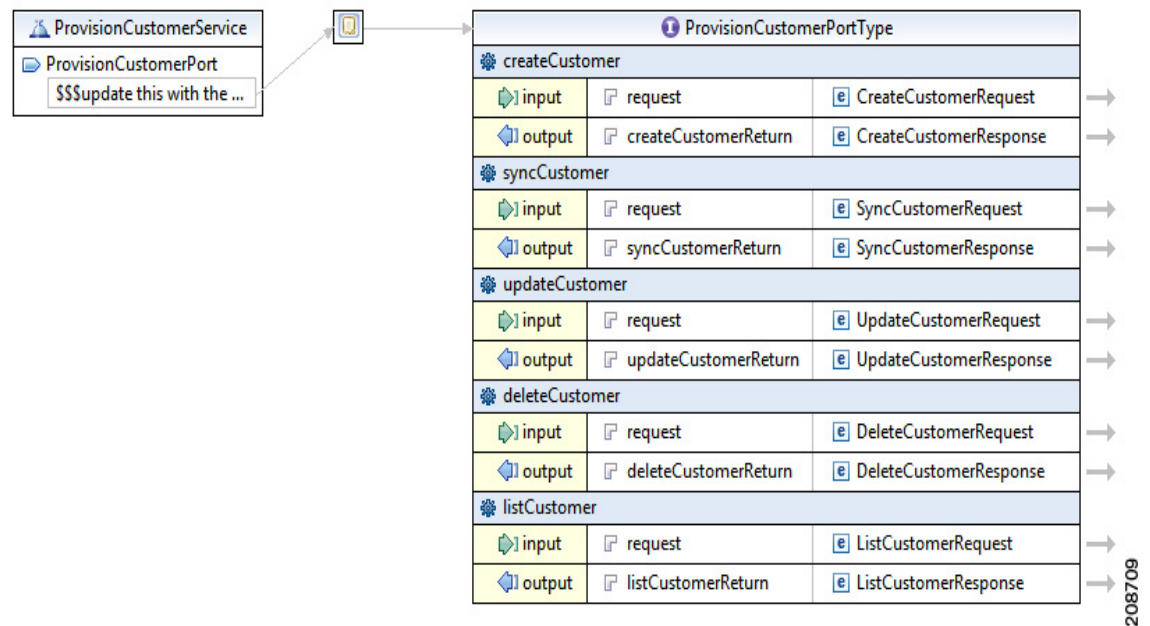 ProvisionCustomerService
ProvisionCustomerPort
$$$update this with the ...
ProvisionCustomerPortType
createCustomer
input request CreateCustomerRequest
output createCustomerReturn CreateCustomerResponse
syncCustomer
input request SyncCustomerRequest
output syncCustomerReturn SyncCustomerResponse
updateCustomer
input request UpdateCustomerRequest
output updateCustomerReturn UpdateCustomerResponse
deleteCustomer
input request DeleteCustomerRequest
output deleteCustomerReturn DeleteCustomerResponse
listCustomer
input request ListCustomerRequest
output listCustomerReturn ListCustomerResponse
208709